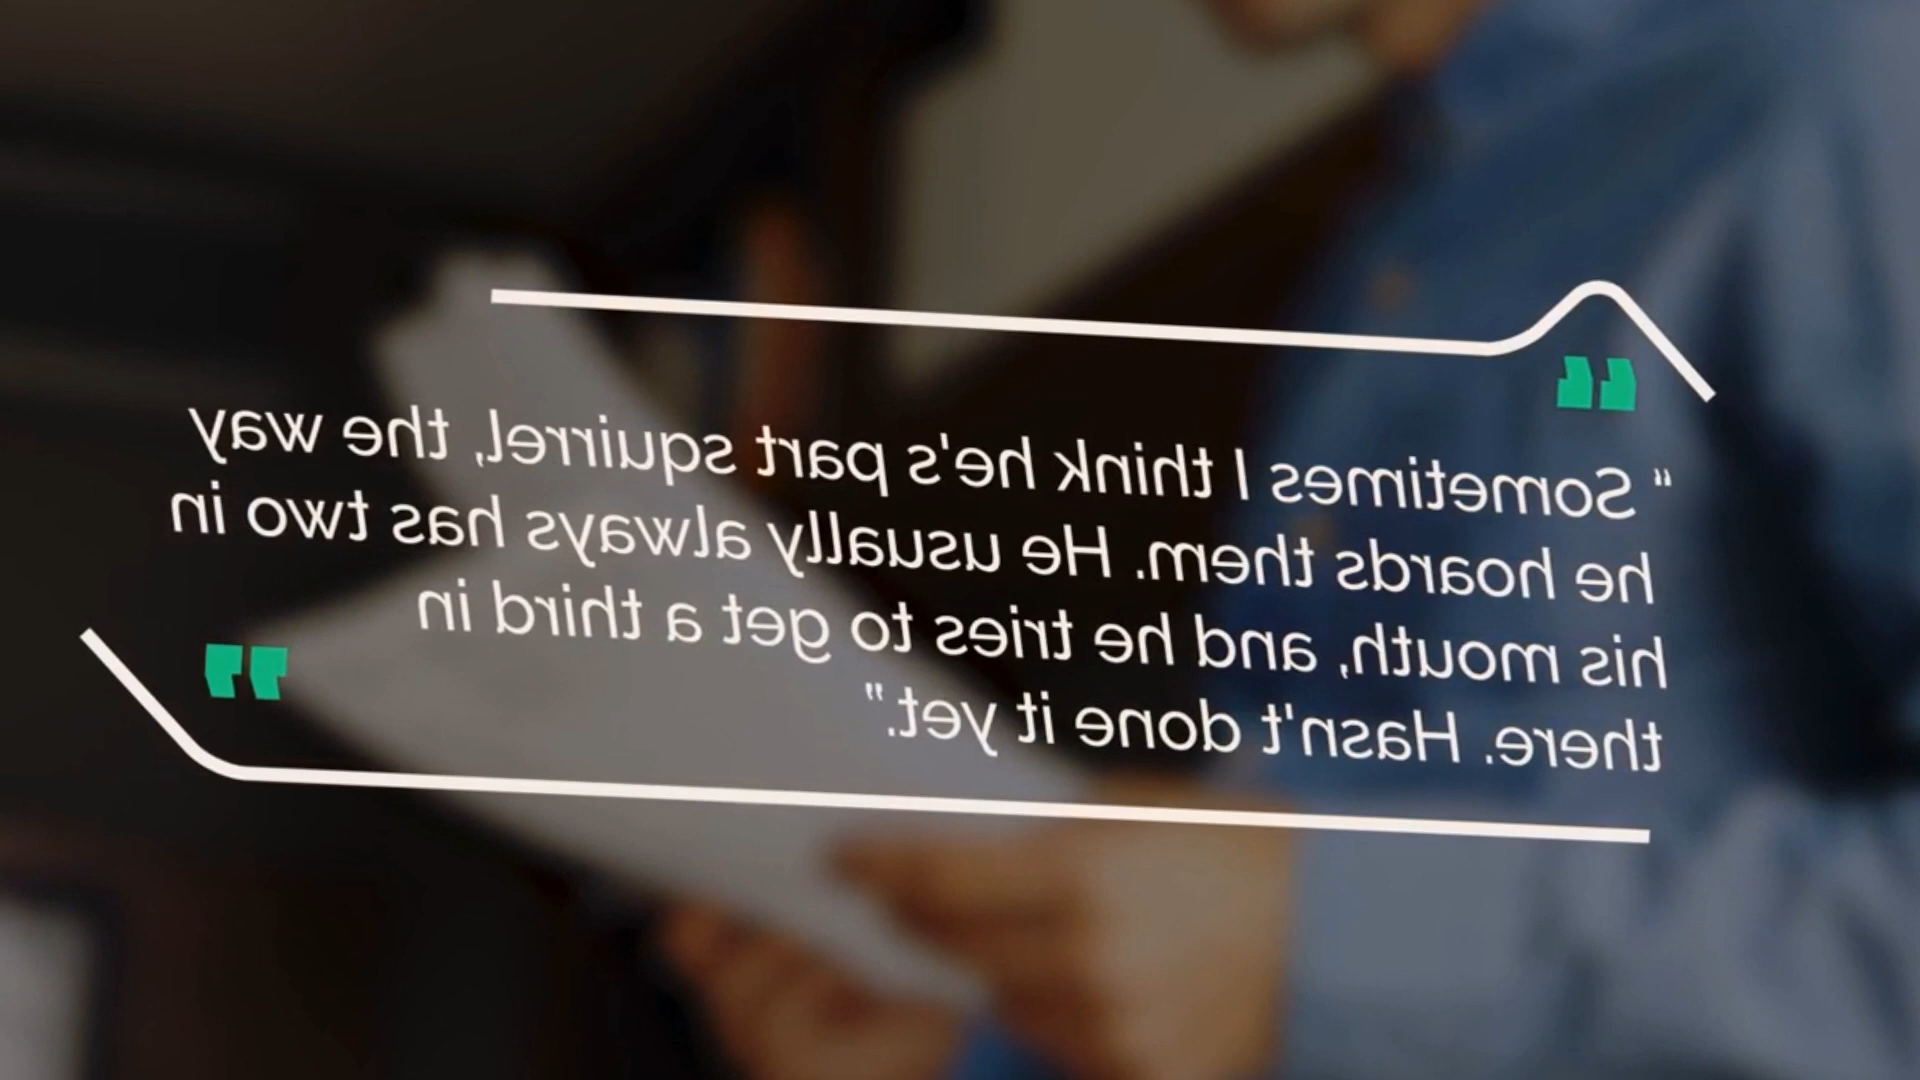 “ Sometimes I think he's part squirrel, the way
he hoards them. He usually always has two in
his mouth, and he tries to get a third in
there. Hasn't done it yet.”